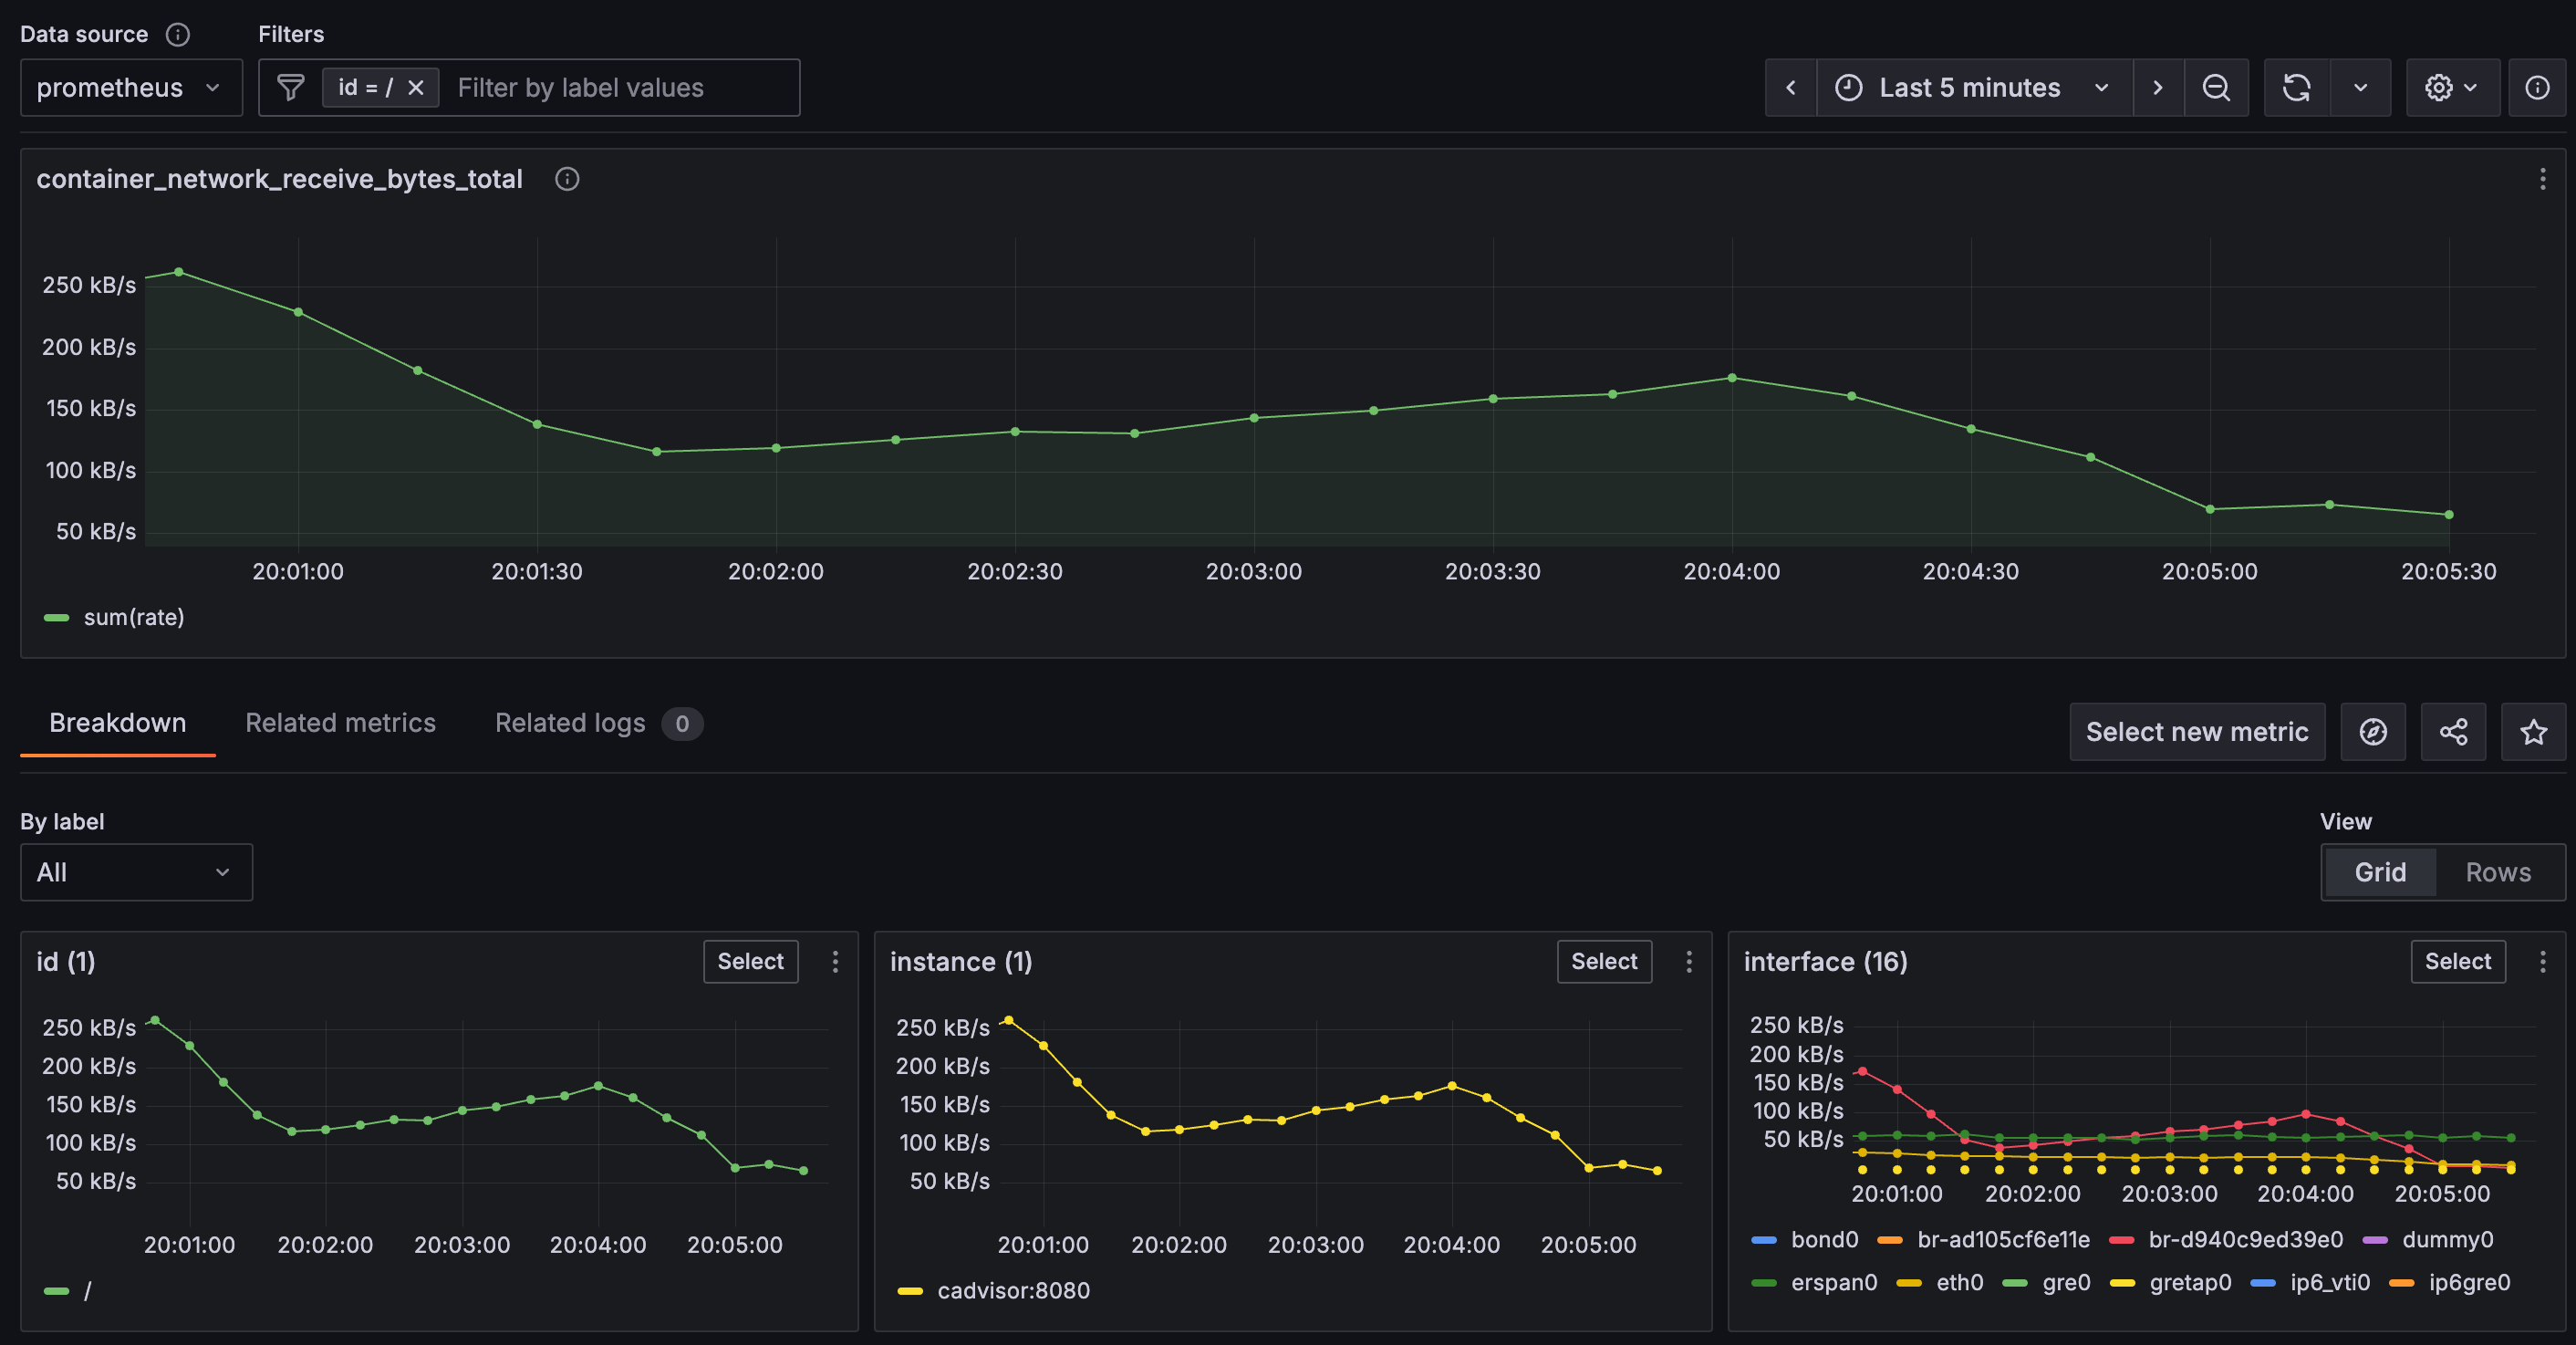 Data source Filters
prometheus id = / Filter by label values Last 5 minutes
container_network_receive_bytes_total
250 kB/s
200 kB/s
150 kB/s
100 kB/s
50 kB/s
20:01:00 20:01:30 20:02:00 20:02:30 20:03:00 20:03:30 20:04:00 20:04:30 20:05:00 20:05:30
sum(rate)
Breakdown Related metrics Related logs 0 Select new metric
By label View
All Grid Rows
id (1) Select
250 kB/s
200 kB/s
150 kB/s
100 kB/s
50 kB/s
20:01:00 20:02:00 20:03:00 20:04:00 20:05:00
/
instance (1) Select
250 kB/s
200 kB/s
150 kB/s
100 kB/s
50 kB/s
20:01:00 20:02:00 20:03:00 20:04:00 20:05:00
cadvisor:8080
interface (16) Select
250 kB/s
200 kB/s
150 kB/s
100 kB/s
50 kB/s
20:01:00 20:02:00 20:03:00 20:04:00 20:05:00
bond0 br-ad105cf6e11e br-d940c9ed39e0 dummy0
erspan0 eth0 gre0 gretap0 ip6_vti0 ip6gre0